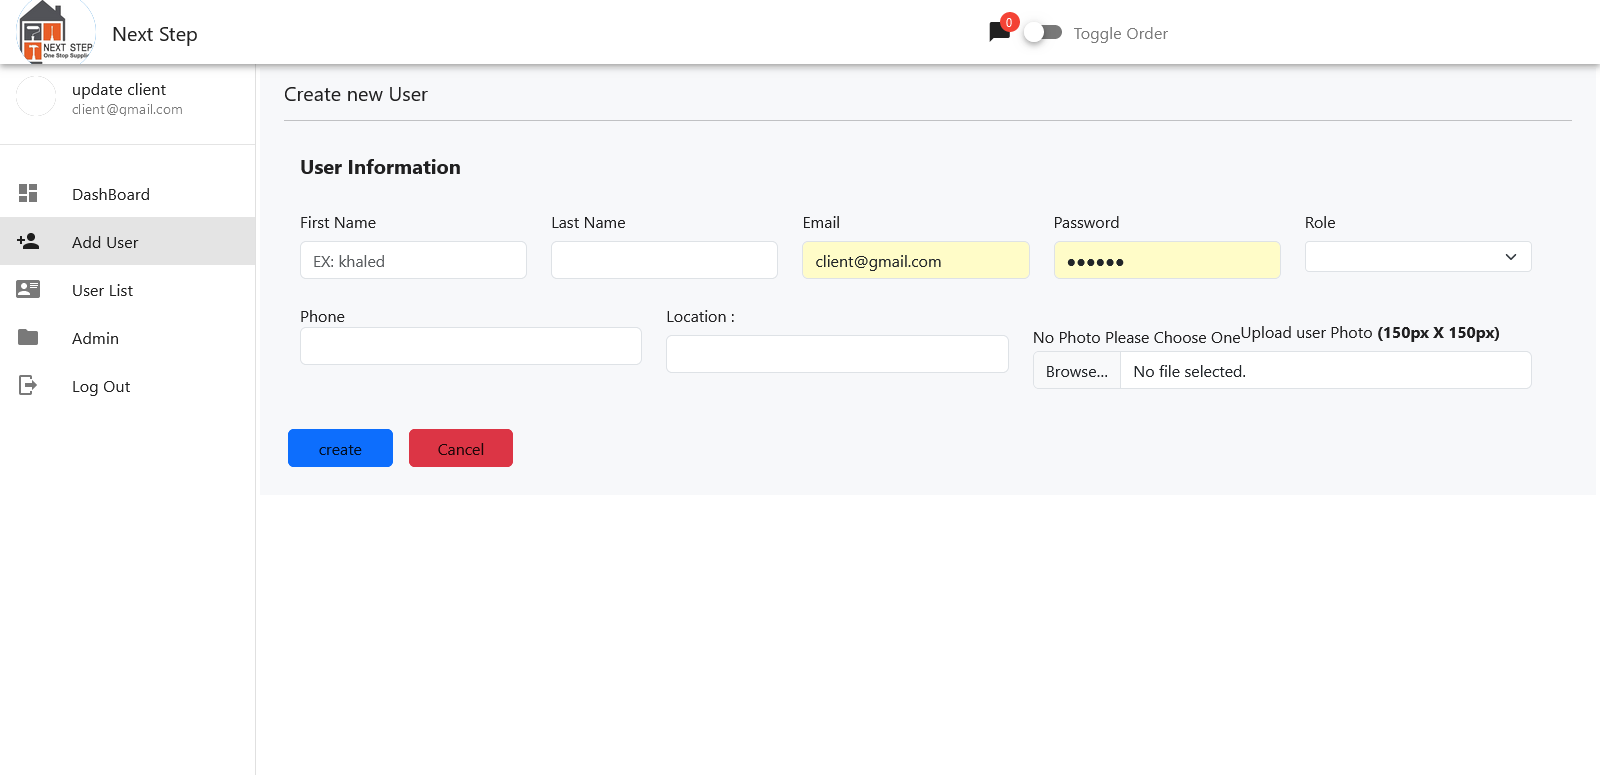 NEXT STEP
One Stop Supplie
Next Step
0
Toggle Order
update client
client@gmail.com
DashBoard
Add User
User List
Admin
Log Out
Create new User
User Information
First Name
Last Name
Email
Password
Role
EX: khaled
client@gmail.com
●●●●●●
Phone
Location :
No Photo Please Choose One
Upload user Photo (150px X 150px)
Browse...
No file selected.
create
Cancel